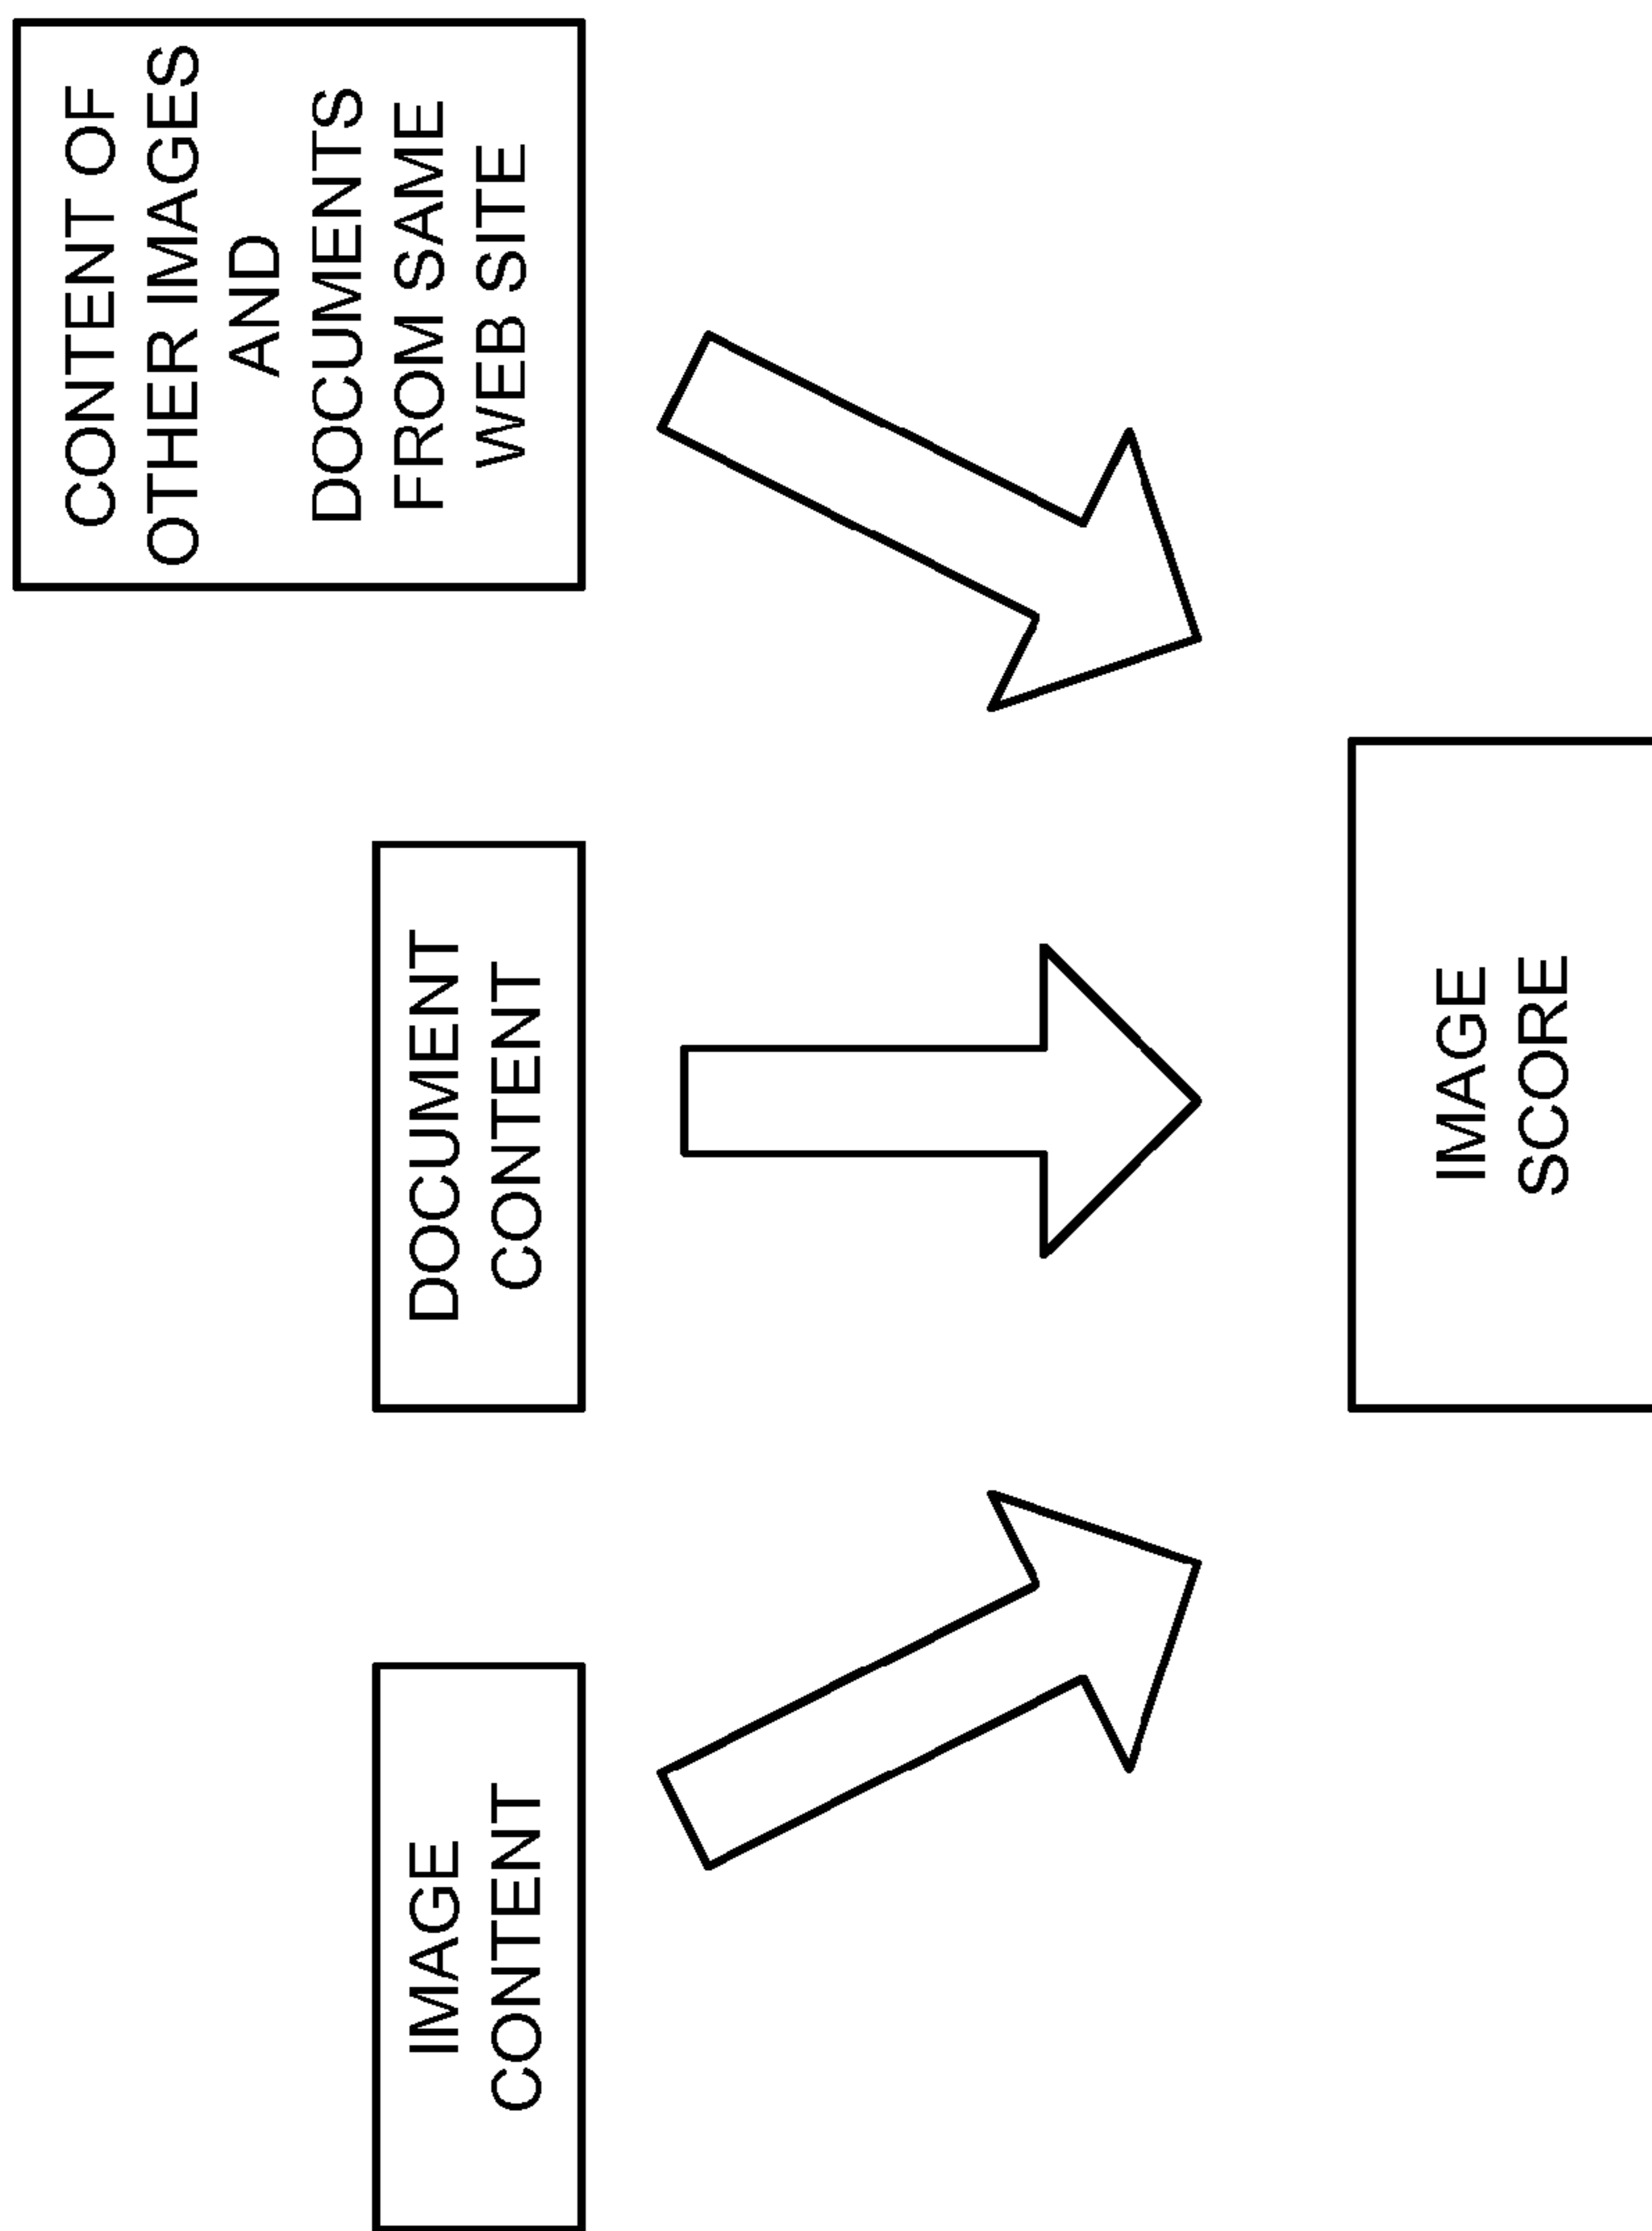 IMAGE
CONTENT
DOCUMENT
CONTENT
CONTENT OF
OTHER IMAGES
AND
DOCUMENTS
FROM SAME
WEB SITE
IMAGE
SCORE